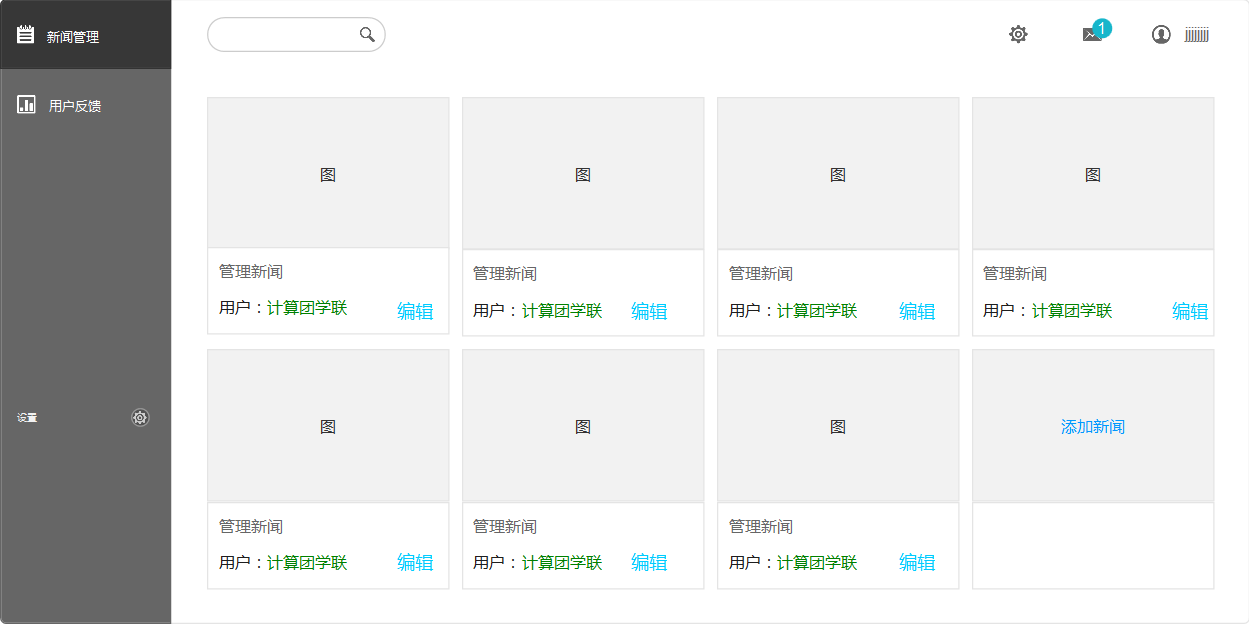 新闻管理
1
jjjjjjjj
用户反馈
图
图
图
图
管理新闻
管理新闻
管理新闻
管理新闻
用户：计算团学联 编辑
用户：计算团学联 编辑
用户：计算团学联 编辑
用户：计算团学联 编辑
设置
图
图
图
添加新闻
管理新闻
管理新闻
管理新闻
用户：计算团学联 编辑
用户：计算团学联 编辑
用户：计算团学联 编辑